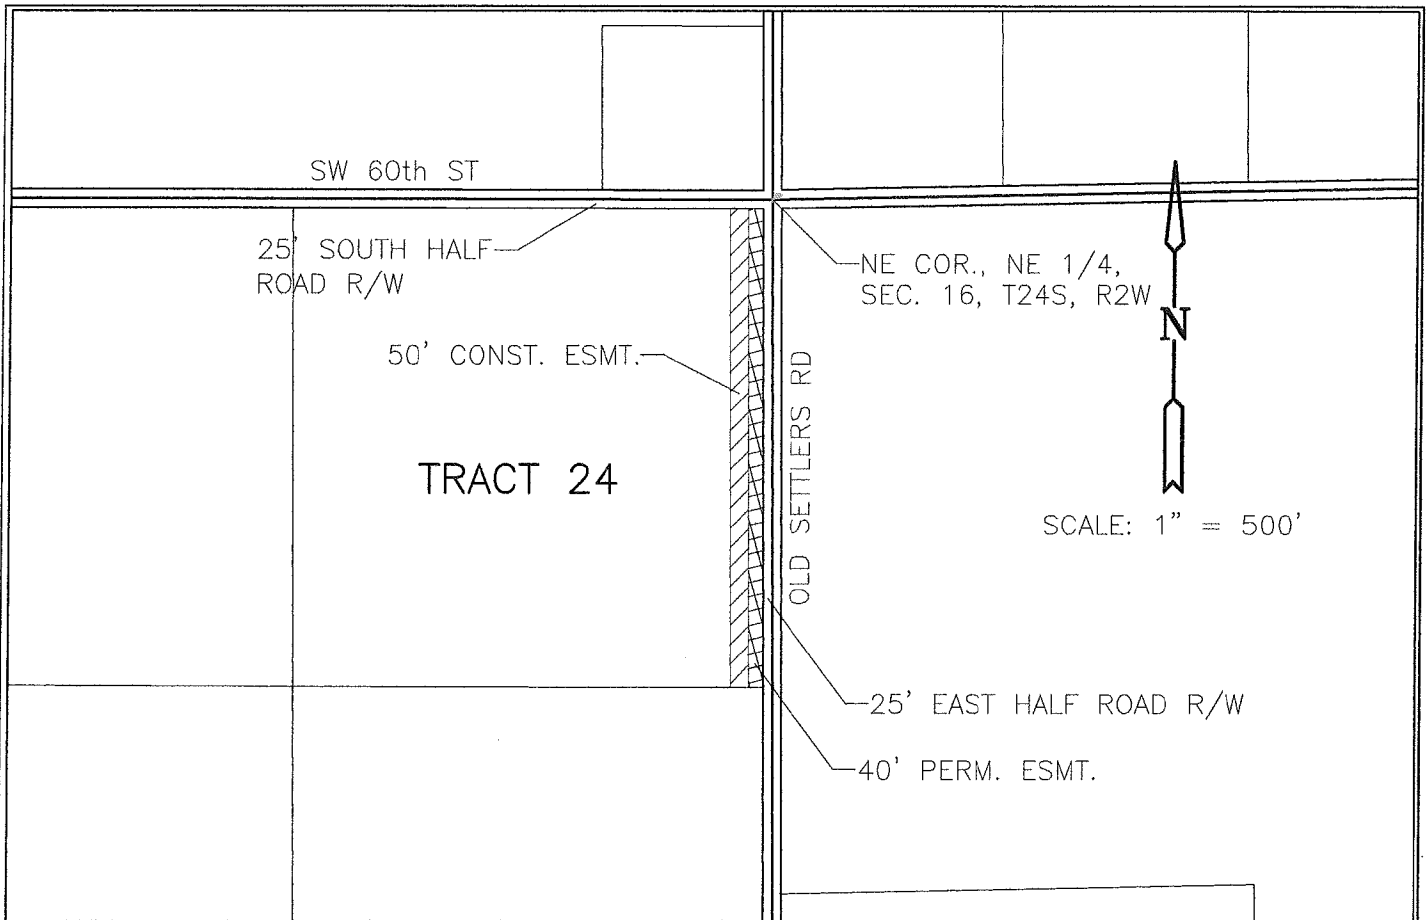 SW 60th ST
25' SOUTH HALF
ROAD R/W
NE COR., NE 1/4,
SEC. 16, T24S, R2W
N
50' CONST. ESMT.
OLD SETTLERS RD
TRACT 24
SCALE: 1" = 500'
25' EAST HALF ROAD R/W
40' PERM. ESMT.